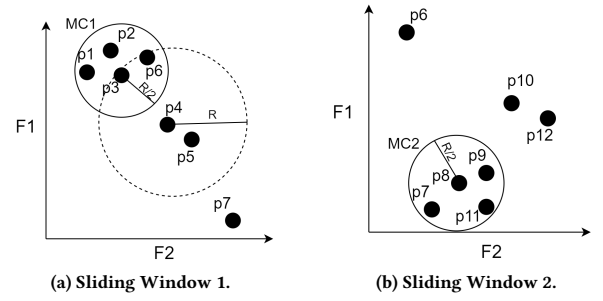 MC1
p2
p1
p6
p3
R/2
p4
R
p5
F1
p7
F2
(a) Sliding Window 1.
p6
p10
F1
p12
MC2
R/2
p9
p8
p7
p11
F2
(b) Sliding Window 2.